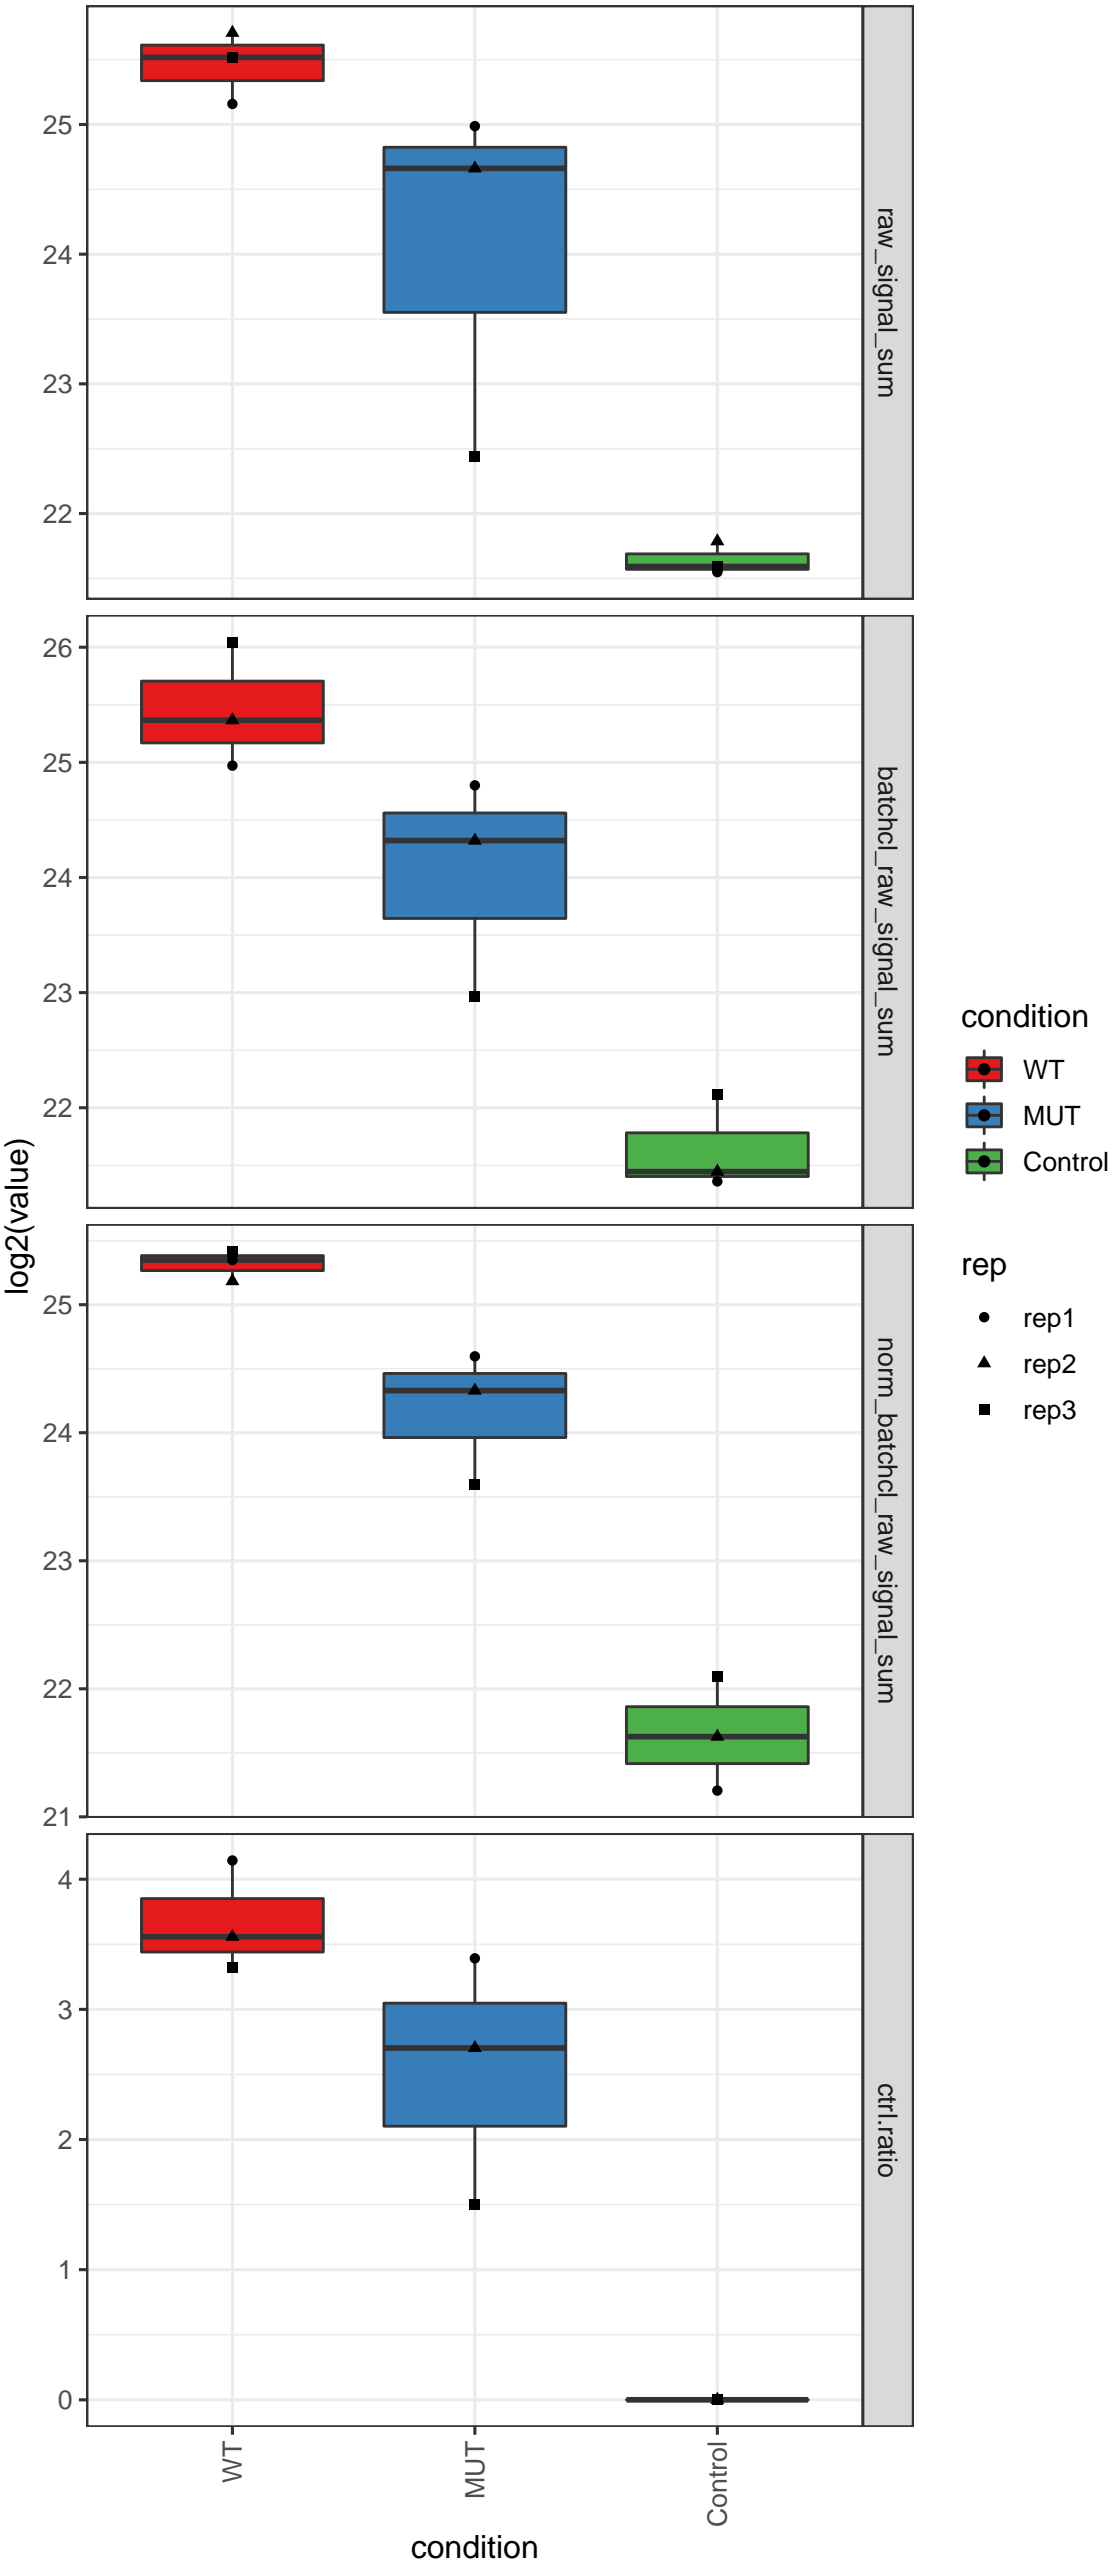 log2(value)
25
24
23
22
raw_signal_sum
26
25
24
23
22
batchcl_raw_signal_sum
25
24
23
22
21
norm_batchcl_raw_signal_sum
4
3
2
1
0
ctrl.ratio
WT
MUT
Control
condition
condition
WT
MUT
Control
rep
rep1
rep2
rep3